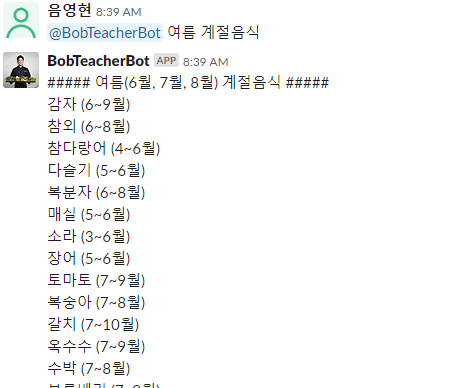 음영현 8:39 AM
@BobTeacherBot 여름 계절음식
BobTeacherBot APP 8:39 AM
##### 여름(6월, 7월, 8월) 계절음식 #####
감자 (6~9월)
참외 (6~8월)
참다랑어 (4~6월)
다슬기 (5~6월)
복분자 (6~8월)
매실 (5~6월)
소라 (3~6월)
장어 (5~6월)
토마토 (7~9월)
복숭아 (7~8월)
갈치 (7~10월)
옥수수 (7~9월)
수박 (7~8월)